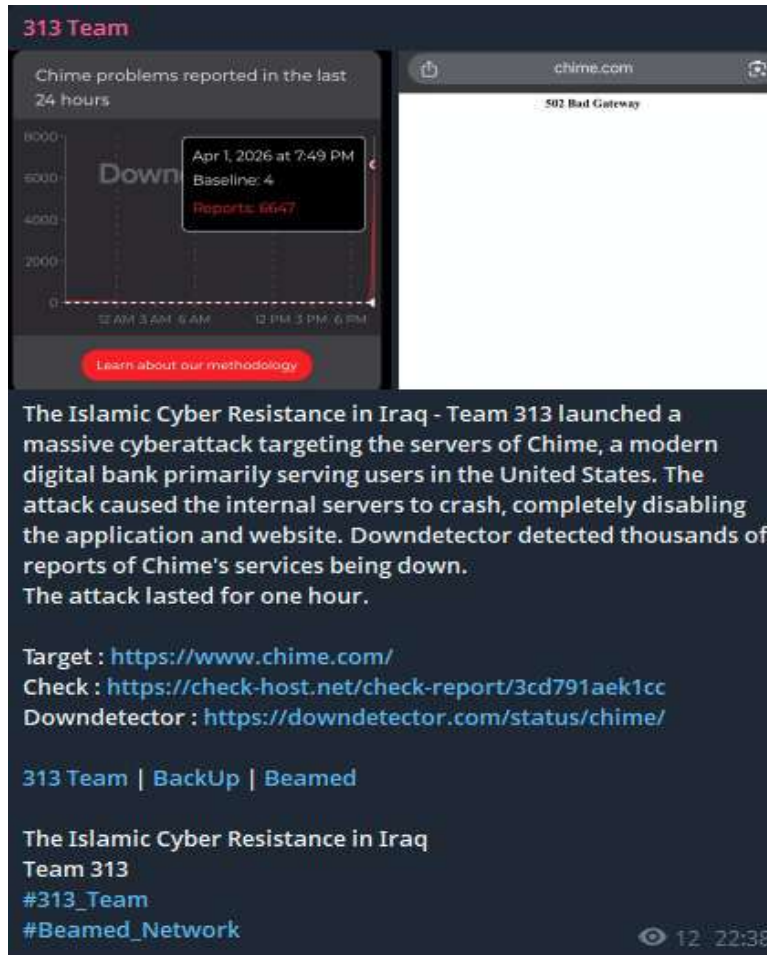 313 Team
Chime problems reported in the last
24 hours
8000
6000
4000
2000
0
Down
Apr 1, 2026 at 7:49 PM
Baseline: 4
Reports: 6647
12 AM 3 AM 6 AM 12 PM 3 PM 6 PM
Learn about our methodology
chime.com
502 Bad Gateway
The Islamic Cyber Resistance in Iraq - Team 313 launched a
massive cyberattack targeting the servers of Chime, a modern
digital bank primarily serving users in the United States. The
attack caused the internal servers to crash, completely disabling
the application and website. Downdetector detected thousands of
reports of Chime's services being down.
The attack lasted for one hour.
Target : https://www.chime.com/
Check : https://check-host.net/check-report/3cd791aek1cc
Downdetector : https://downdetector.com/status/chime/
313 Team | BackUp | Beamed
The Islamic Cyber Resistance in Iraq
Team 313
#313_Team
#Beamed_Network
12 22:38